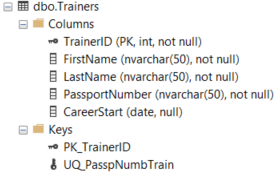 dbo.Trainers
Columns
TrainerID (PK, int, not null)
FirstName (nvarchar(50), not null)
LastName (nvarchar(50), not null)
PassportNumber (nvarchar(50), not null)
CareerStart (date, null)
Keys
PK_TrainerID
UQ_PasspNumbTrain